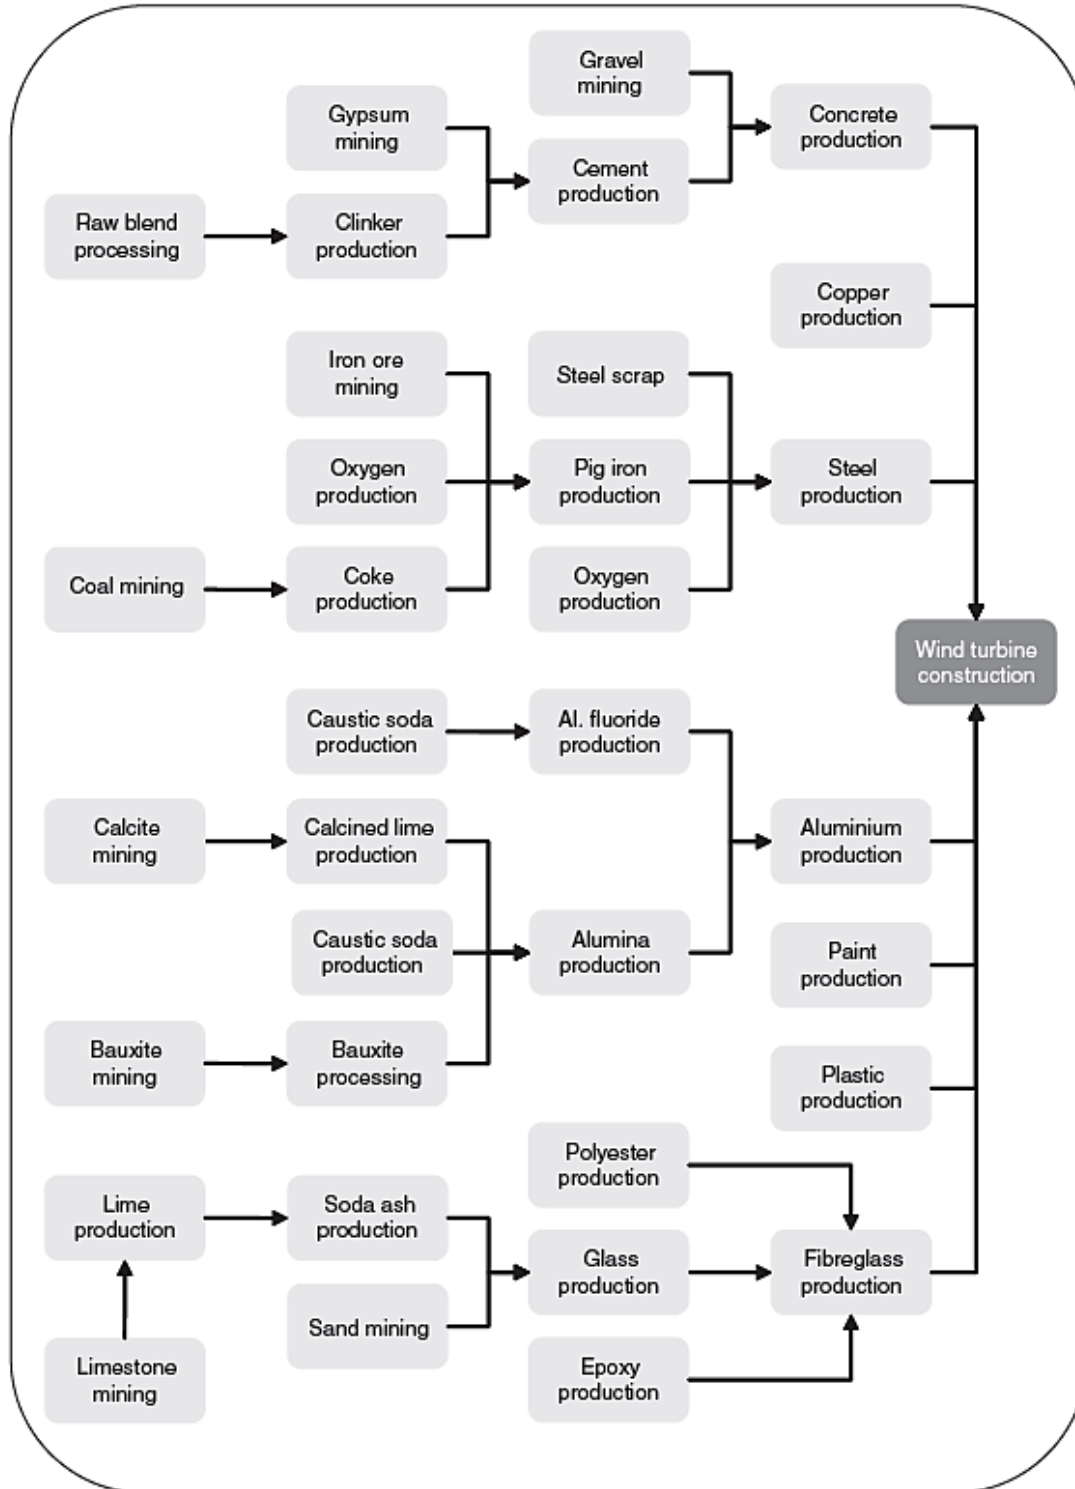 Gravel
mining
Gypsum
mining
Concrete
production
Cement
production
Raw blend
processing
Clinker
production
Copper
production
Iron ore
mining
Steel scrap
Oxygen
production
Pig iron
production
Steel
production
Coal mining
Coke
production
Oxygen
production
Wind turbine
construction
Caustic soda
production
Al. fluoride
production
Calcite
mining
Calcined lime
production
Aluminium
production
Caustic soda
production
Alumina
production
Paint
production
Bauxite
mining
Bauxite
processing
Plastic
production
Polyester
production
Lime
production
Soda ash
production
Glass
production
Fibreglass
production
Sand mining
Limestone
mining
Epoxy
production